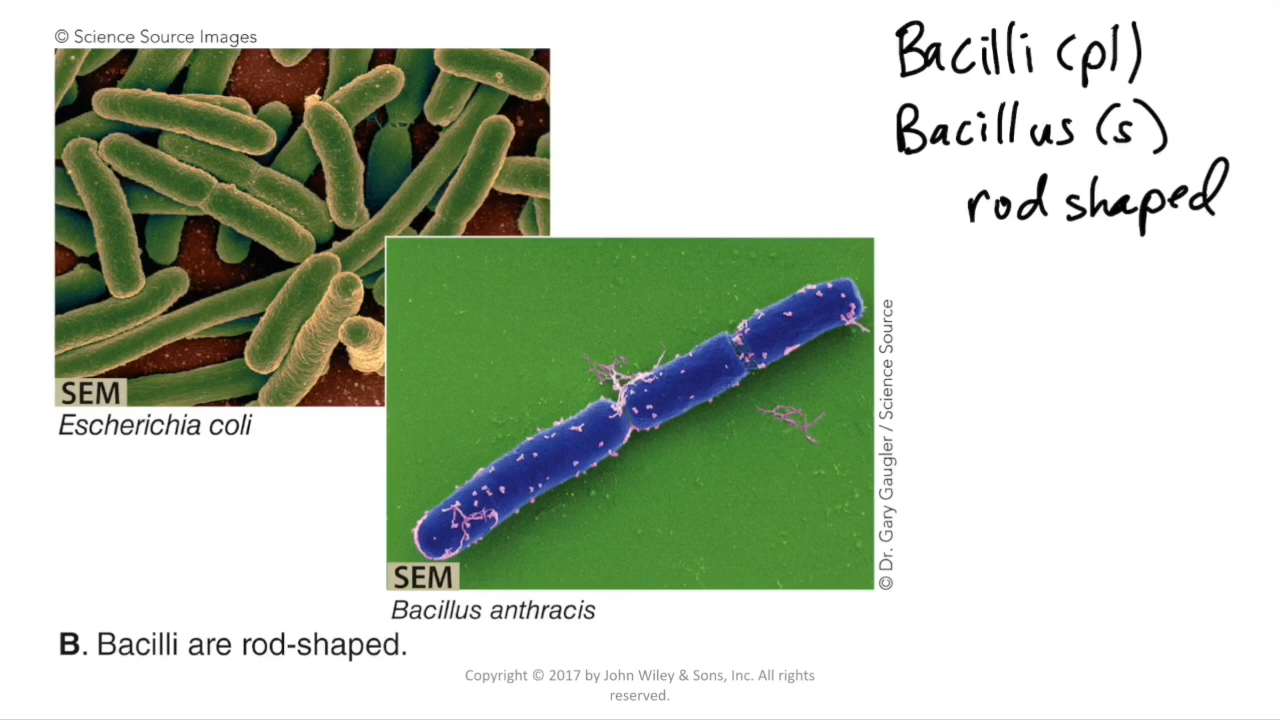 © Science Source Images
Bacilli (pl)
Bacillus (s)
rod shaped
SEM
Escherichia coli
© Dr. Gary Gaugler / Science Source
SEM
Bacillus anthracis
B. Bacilli are rod-shaped.
Copyright © 2017 by John Wiley & Sons, Inc. All rights
reserved.